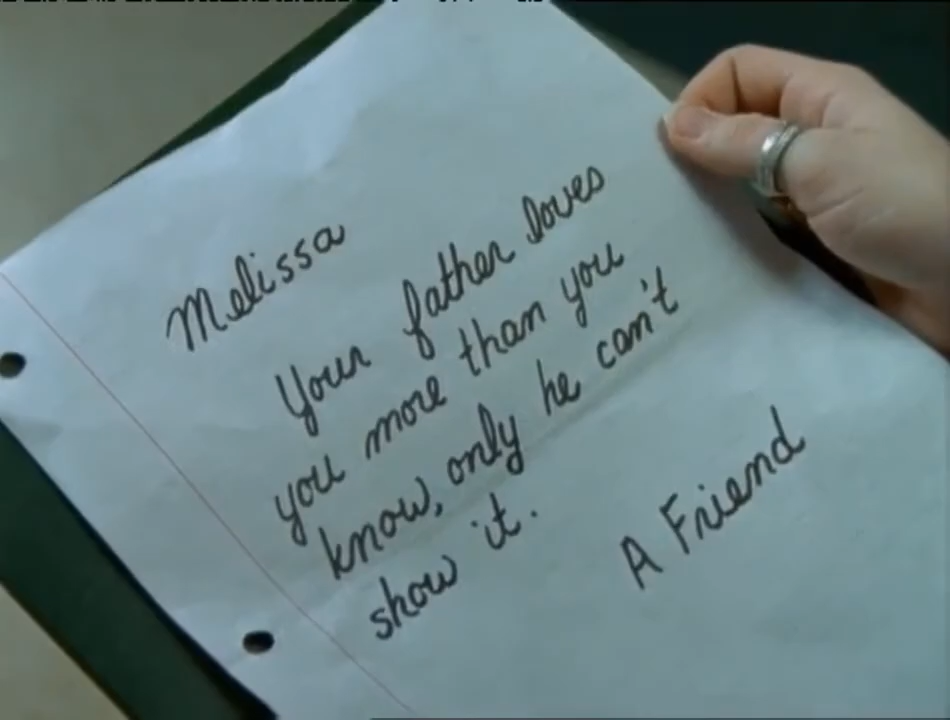 Melissa
Your father loves
you more than you
know, only he can't
show it.
A Friend